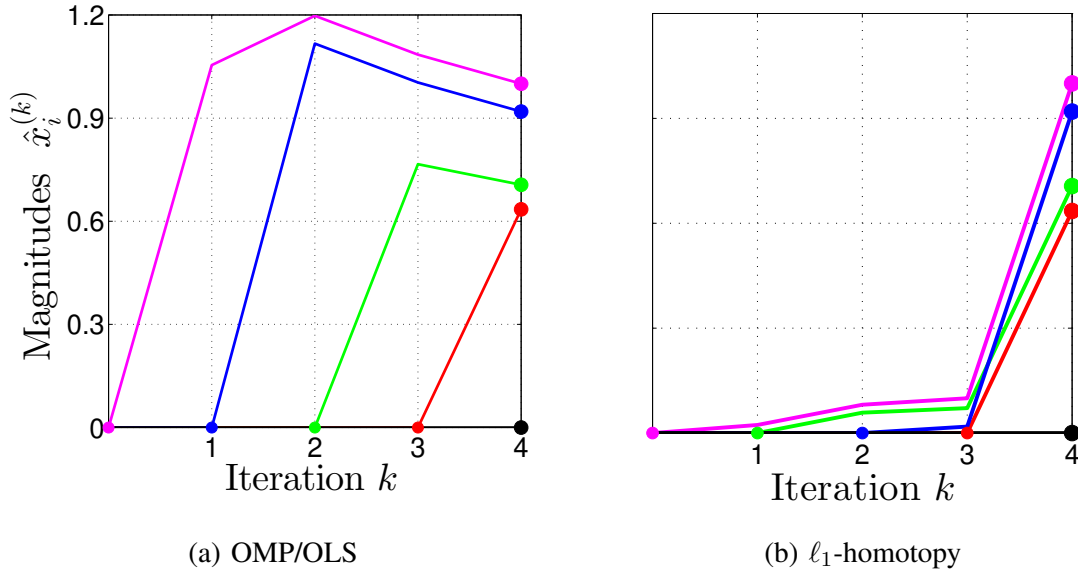 1.2
0.9
0.6
0.3
0
Magnitudes x̂_i^(k)
1 2 3 4
Iteration k
(a) OMP/OLS
1 2 3 4
Iteration k
(b) ℓ₁-homotopy